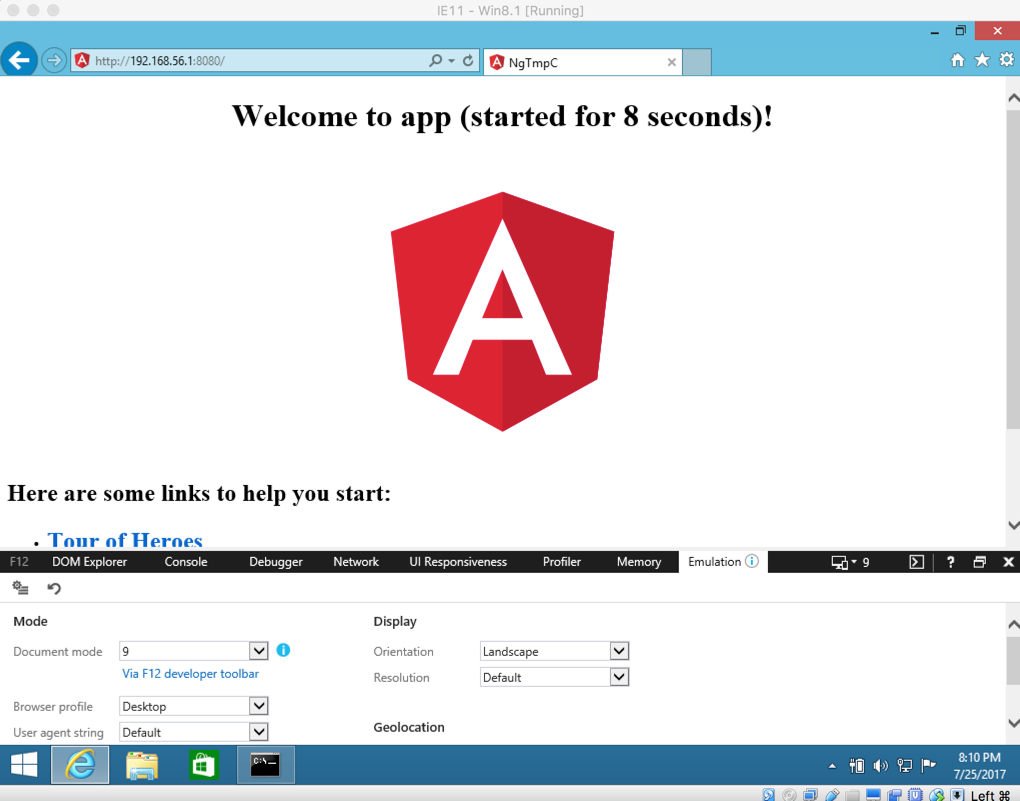 IE11 - Win8.1 [Running]
http://192.168.56.1:8080/
NgTmpC
Welcome to app (started for 8 seconds)!
Here are some links to help you start:
• Tour of Heroes
F12 DOM Explorer Console Debugger Network UI Responsiveness Profiler Memory Emulation 9 ?
Mode Display
Document mode 9 Orientation Landscape
Via F12 developer toolbar Resolution Default
Browser profile Desktop
Geolocation
User agent string Default
C:\_
8:10 PM
7/25/2017
Left ⌘